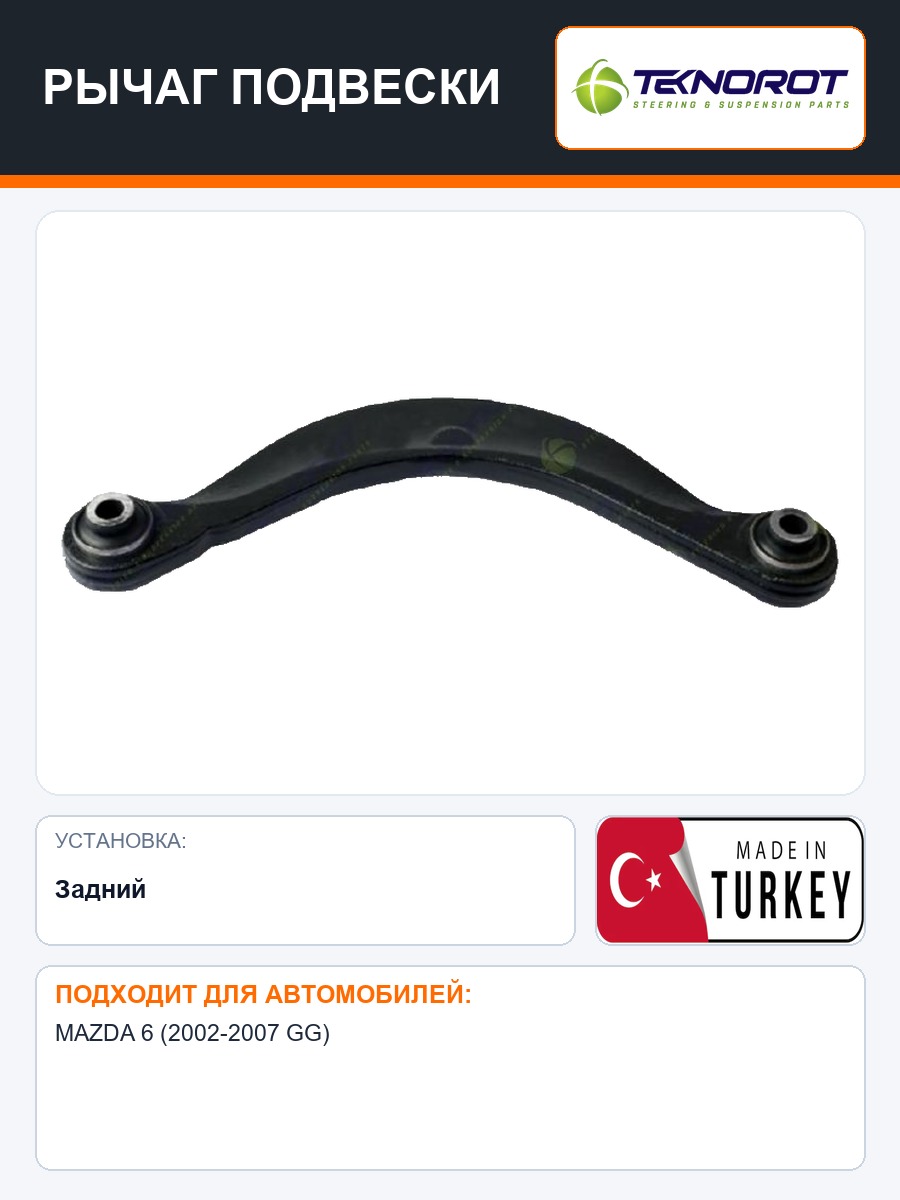 РЫЧАГ ПОДВЕСКИ
TEKNOROT
STEERING & SUSPENSION PARTS
УСТАНОВКА:
Задний
MADE IN
TURKEY
ПОДХОДИТ ДЛЯ АВТОМОБИЛЕЙ:
MAZDA 6 (2002-2007 GG)